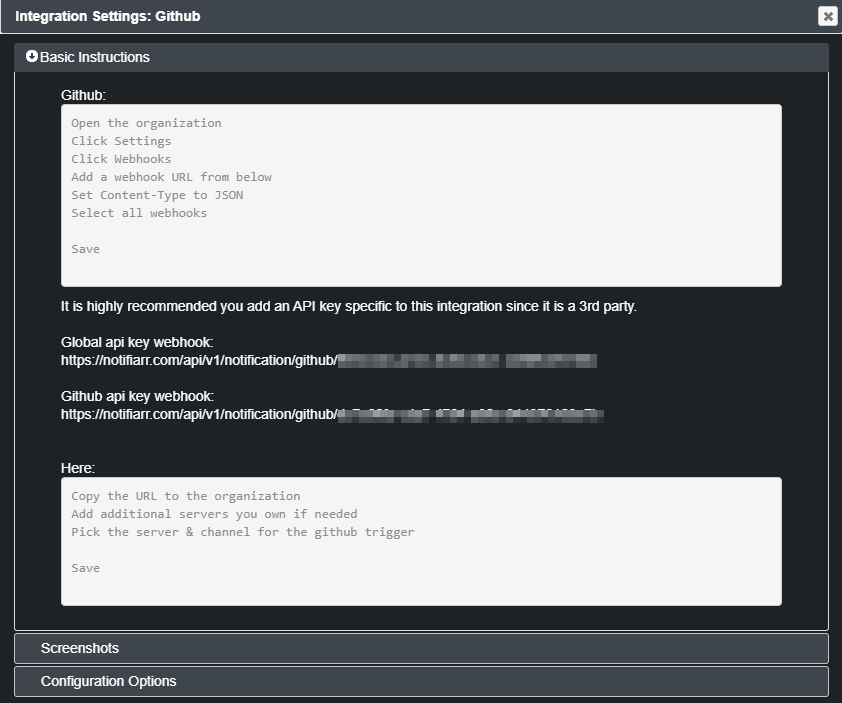 Integration Settings: Github
Basic Instructions
Github:
Open the organization
Click Settings
Click Webhooks
Add a webhook URL from below
Set Content-Type to JSON
Select all webhooks
Save
It is highly recommended you add an API key specific to this integration since it is a 3rd party.
Global api key webhook:
https://notifiarr.com/api/v1/notification/github/
Github api key webhook:
https://notifiarr.com/api/v1/notification/github/
Here:
Copy the URL to the organization
Add additional servers you own if needed
Pick the server & channel for the github trigger
Save
Screenshots
Configuration Options